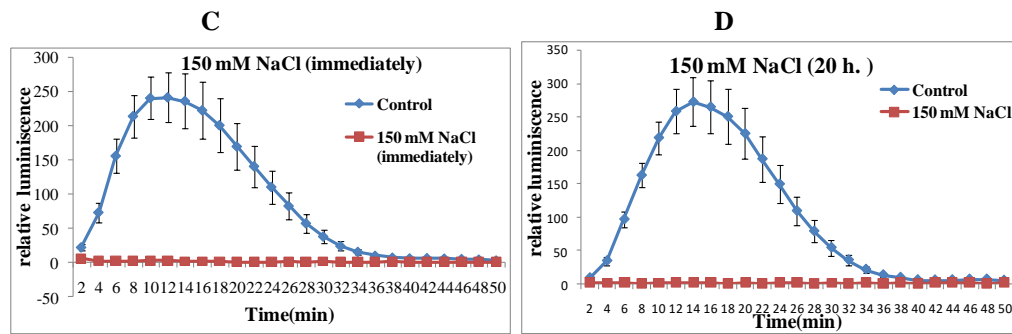 C
150 mM NaCl (immediately)
relative luminiscence
300
250
200
150
100
50
0
-50
Control
150 mM NaCl
(immediately)
2 4 6 8 10 12 14 16 18 20 22 24 26 28 30 32 34 36 38 40 42 44 46 48 50
Time(min)
D
150 mM NaCl (20 h. )
relative luminiscence
350
300
250
200
150
100
50
0
Control
150 mM NaCl
2 4 6 8 10 12 14 16 18 20 22 24 26 28 30 32 34 36 38 40 42 44 46 48 50
Time(min)